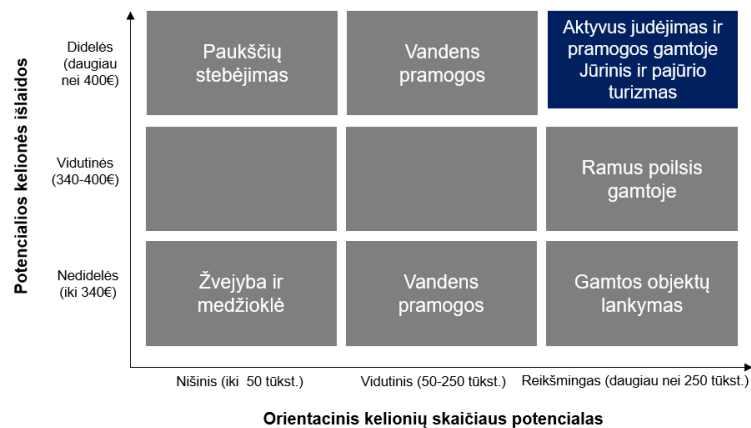 Potencialios kelionės išlaidos
Didelės
(daugiau
nei 400€)
Paukščių
stebėjimas
Vandens
pramogos
Aktyvus judėjimas ir
pramogos gamtoje
Jūrinis ir pajūrio
turizmas
Vidutinės
(340-400€)
Ramus poilsis
gamtoje
Nedidelės
(iki 340€)
Žvejyba ir
medžioklė
Vandens
pramogos
Gamtos objektų
lankymas
Nišinis (iki 50 tūkst.)
Vidutinis (50-250 tūkst.)
Reikšmingas (daugiau nei 250 tūkst.)
Orientacinis kelionių skaičiaus potencialas